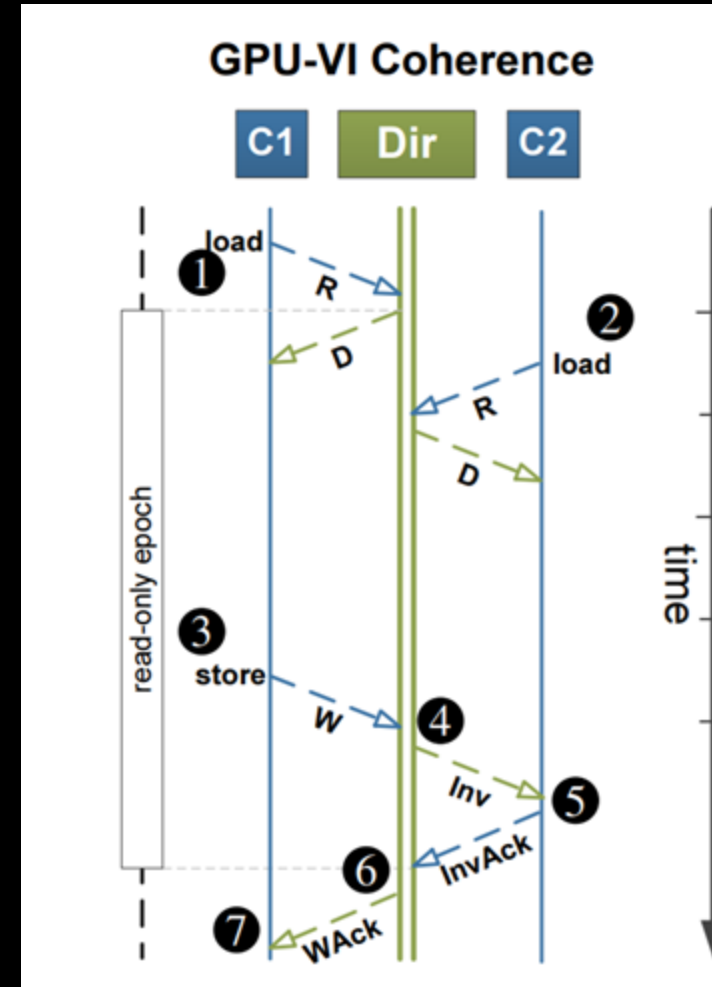 GPU-VI Coherence
C1 Dir C2
load
1
R
2
D
load
R
D
read-only epoch
time
3
store
W
4
Inv
5
InvAck
6
7
WAck